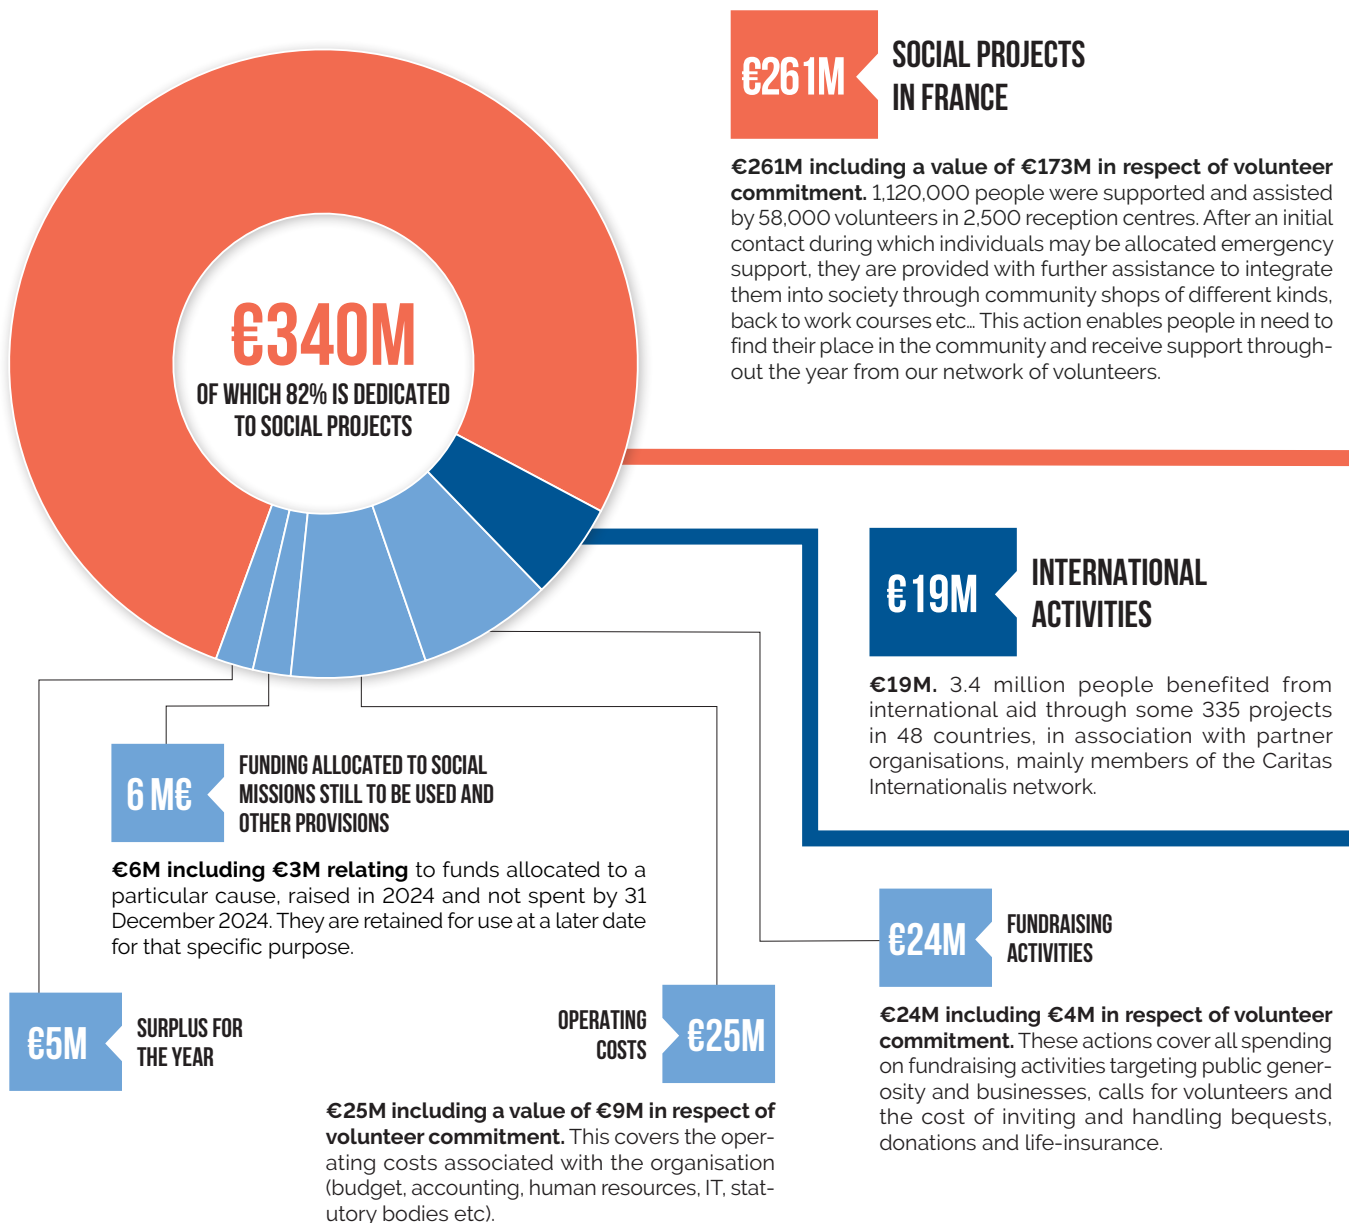 €261M
SOCIAL PROJECTS
IN FRANCE
€261M including a value of €173M in respect of volunteer
commitment. 1,120,000 people were supported and assisted
by 58,000 volunteers in 2,500 reception centres. After an initial
contact during which individuals may be allocated emergency
support, they are provided with further assistance to integrate
them into society through community shops of different kinds,
back to work courses etc… This action enables people in need to
find their place in the community and receive support through-
out the year from our network of volunteers.
€340M
OF WHICH 82% IS DEDICATED
TO SOCIAL PROJECTS
€19M
INTERNATIONAL
ACTIVITIES
€19M. 3.4 million people benefited from
international aid through some 335 projects
in 48 countries, in association with partner
organisations, mainly members of the Caritas
Internationalis network.
6 M€
FUNDING ALLOCATED TO SOCIAL
MISSIONS STILL TO BE USED AND
OTHER PROVISIONS
€6M including €3M relating to funds allocated to a
particular cause, raised in 2024 and not spent by 31
December 2024. They are retained for use at a later date
for that specific purpose.
€24M
FUNDRAISING
ACTIVITIES
€24M including €4M in respect of volunteer
commitment. These actions cover all spending
on fundraising activities targeting public gener-
osity and businesses, calls for volunteers and
the cost of inviting and handling bequests,
donations and life-insurance.
€5M
SURPLUS FOR
THE YEAR
OPERATING
COSTS
€25M
€25M including a value of €9M in respect of
volunteer commitment. This covers the oper-
ating costs associated with the organisation
(budget, accounting, human resources, IT, stat-
utory bodies etc).